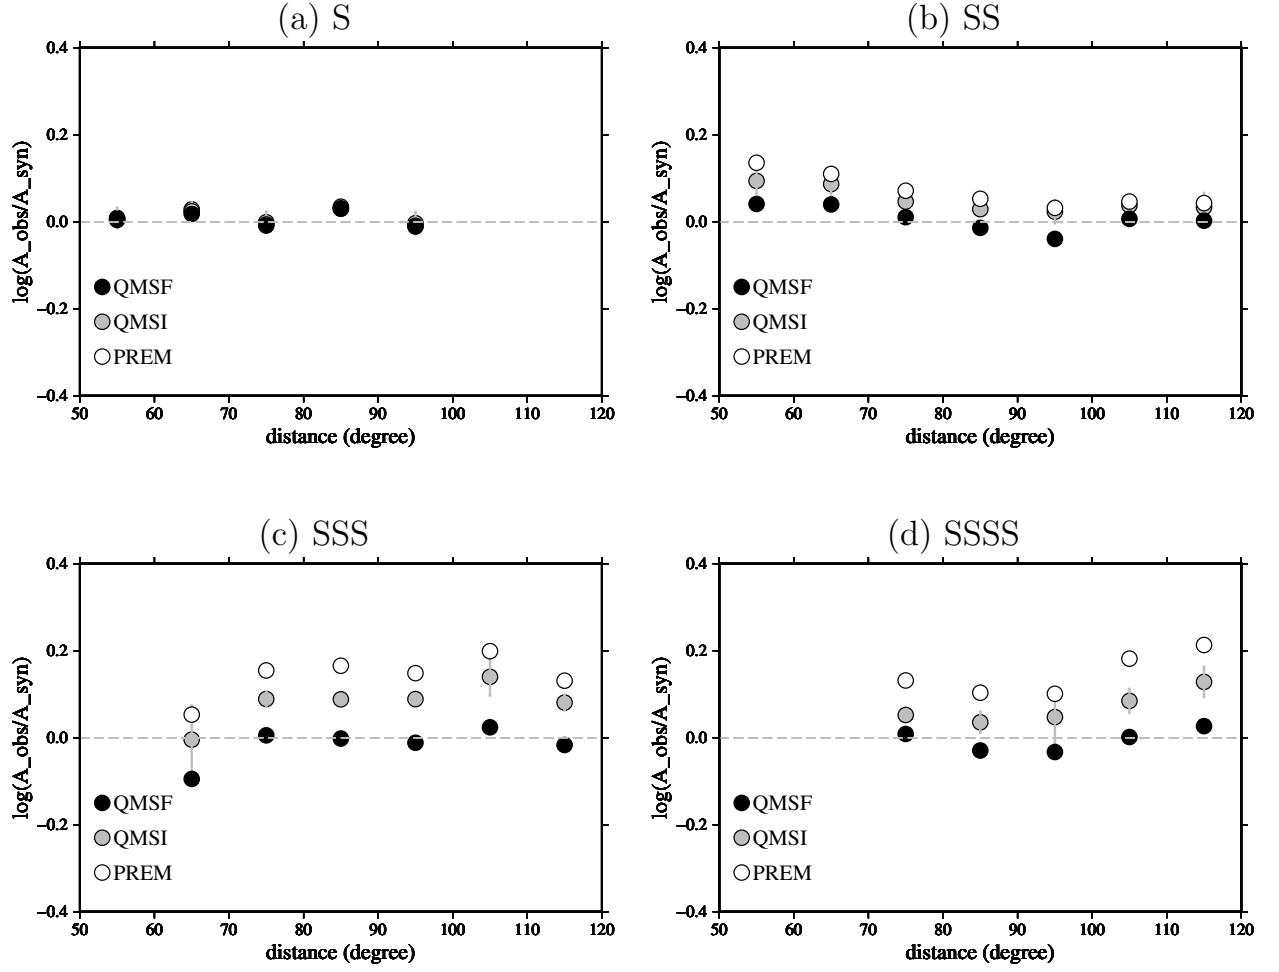 (a) S
0.4
0.2
0.0
−0.2
−0.4
log(A_obs/A_syn)
QMSF
QMSI
PREM
50 60 70 80 90 100 110 120
distance (degree)
(b) SS
0.4
0.2
0.0
−0.2
−0.4
log(A_obs/A_syn)
QMSF
QMSI
PREM
50 60 70 80 90 100 110 120
distance (degree)
(c) SSS
0.4
0.2
0.0
−0.2
−0.4
log(A_obs/A_syn)
QMSF
QMSI
PREM
50 60 70 80 90 100 110 120
distance (degree)
(d) SSSS
0.4
0.2
0.0
−0.2
−0.4
log(A_obs/A_syn)
QMSF
QMSI
PREM
50 60 70 80 90 100 110 120
distance (degree)